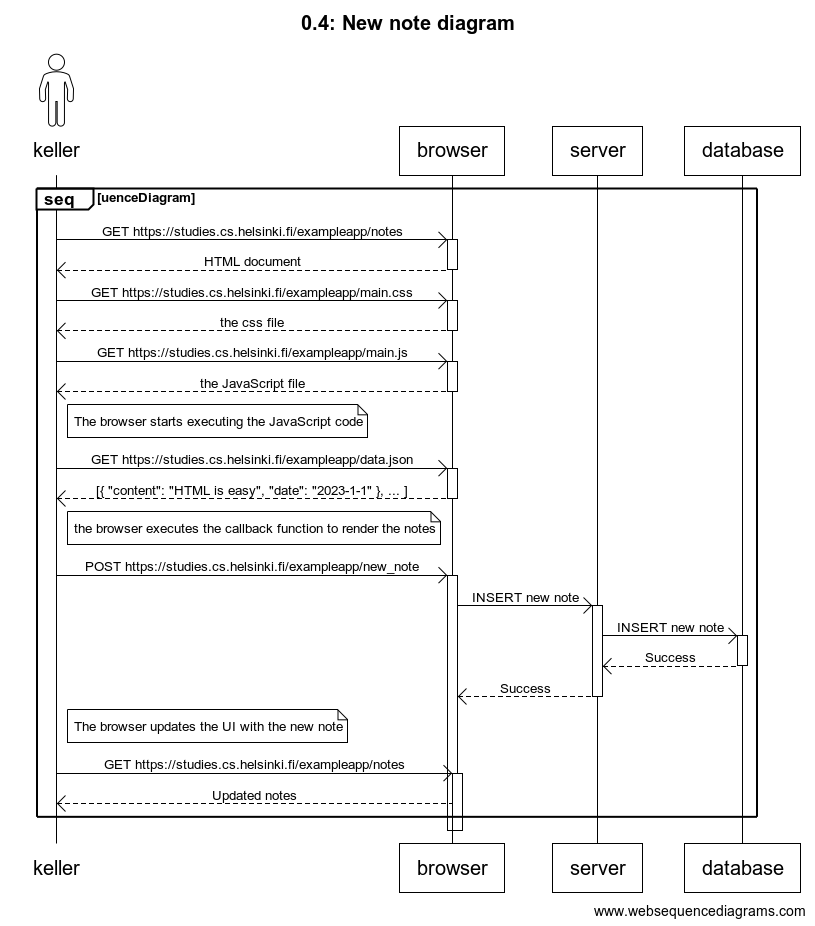 0.4: New note diagram
keller
browser
server
database
seq [uenceDiagram]
GET https://studies.cs.helsinki.fi/exampleapp/notes
HTML document
GET https://studies.cs.helsinki.fi/exampleapp/main.css
the css file
GET https://studies.cs.helsinki.fi/exampleapp/main.js
the JavaScript file
The browser starts executing the JavaScript code
GET https://studies.cs.helsinki.fi/exampleapp/data.json
[{ "content": "HTML is easy", "date": "2023-1-1" }, ... ]
the browser executes the callback function to render the notes
POST https://studies.cs.helsinki.fi/exampleapp/new_note
INSERT new note
INSERT new note
Success
Success
The browser updates the UI with the new note
GET https://studies.cs.helsinki.fi/exampleapp/notes
Updated notes
keller
browser
server
database
www.websequencediagrams.com